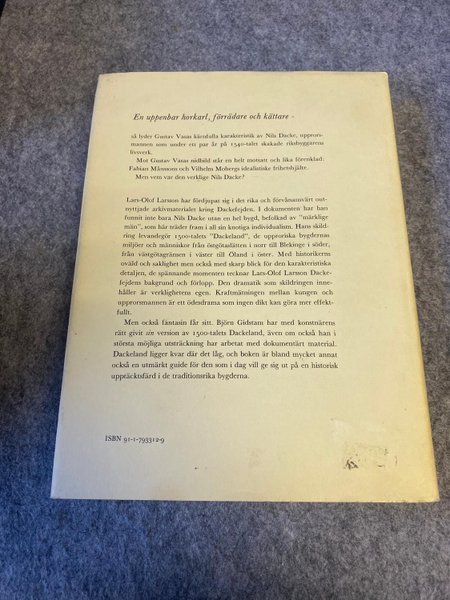 En uppenbar horkarl, förrädare och kättare –
så lyder Gustav Vasas kärnfulla karakteristik av Nils Dacke, upprors-
mannen som under ett par år på 1540-talet skakade riksbyggarens
livsverk.
Mot Gustav Vasas nidbild står en helt motsatt och lika förenklad:
Fabian Månssons och Vilhelm Mobergs idealistiske frihetshjälte.
Men vem var den verklige Nils Dacke?
Lars-Olof Larsson har fördjupat sig i det rika och förvånansvärt out-
nyttjade arkivmaterialet kring Dackefejden. I dokumenten har han
funnit inte bara Nils Dacke utan en hel bygd, befolkad av "märklige
män", som här träder fram i all sin knotiga individualism. Hans skild-
ring levandegör 1500-talets "Dackeland", de upproriska bygdernas
miljöer och människor från östgötaslätten i norr till Blekinge i söder,
från västgötagränsen i väster till Öland i öster. Med historikerns
oväld och saklighet men också med skarp blick för den karakteristiska
detaljen, de spännande momenten tecknar Lars-Olof Larsson Dacke-
fejdens bakgrund och förlopp. Den dramatik som skildringen inne-
håller är verklighetens egen. Kraftmätningen mellan kungen och
upprorsmannen är ett ödesdrama som ingen dikt kan göra mer effekt-
fullt.
Men också fantasin får sitt. Björn Gidstam har med konstnärens
rätt givit sin version av 1500-talets Dackeland, även om också han i
största möjliga utsträckning har arbetat med dokumentärt material.
Dackeland ligger kvar där det låg, och boken är bland mycket annat
också en utmärkt guide för den som i dag vill ge sig ut på en historisk
upptäcktsfärd i de traditionsrika bygderna.
ISBN 91-1-793312-9